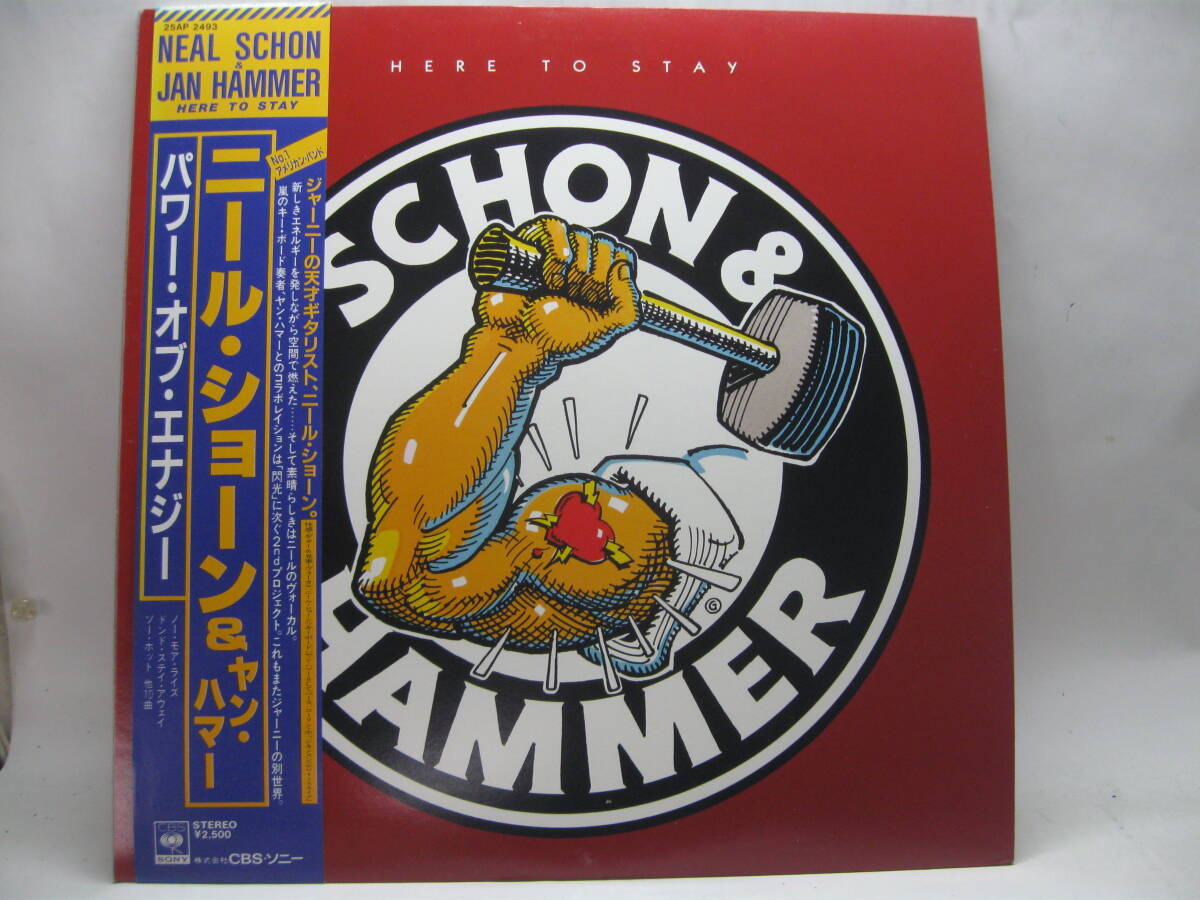 25AP 2493
NEAL SCHON
&
JAN HAMMER
HERE TO STAY
HERE TO STAY
SCHON &
HAMMER
G
No.1
アメリカン・バンド
ジャーニーの天才ギタリスト、ニール・ショーン。
新しきエネルギーを発しながら空間で燃えた……そして素晴らしきはニールのヴォーカル。
嵐のキー・ボード奏者、ヤン・ハマーとのコラボレイションは「閃光」に次ぐ2ndプロジェクト。これもまたジャーニーの別世界。
ニール・ショーン&ヤン・ハマー
パワー・オブ・エナジー
ノー・モア・ライズ
ドンド・ステイ・アウェイ
ソー・ホット 他10曲
CBS
SONY
STEREO
¥2,500
株式会社CBS・ソニー